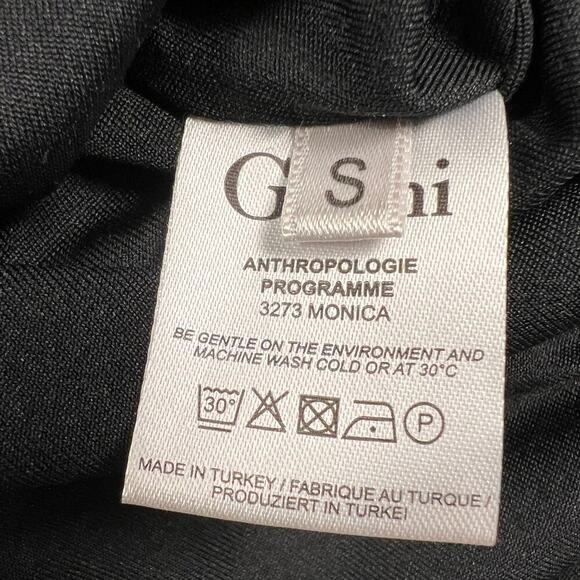 S
ANTHROPOLOGIE
PROGRAMME
3273 MONICA
BE GENTLE ON THE ENVIRONMENT AND
MACHINE WASH COLD OR AT 30°C
30° P
MADE IN TURKEY / FABRIQUE AU TURQUE /
PRODUZIERT IN TURKEI